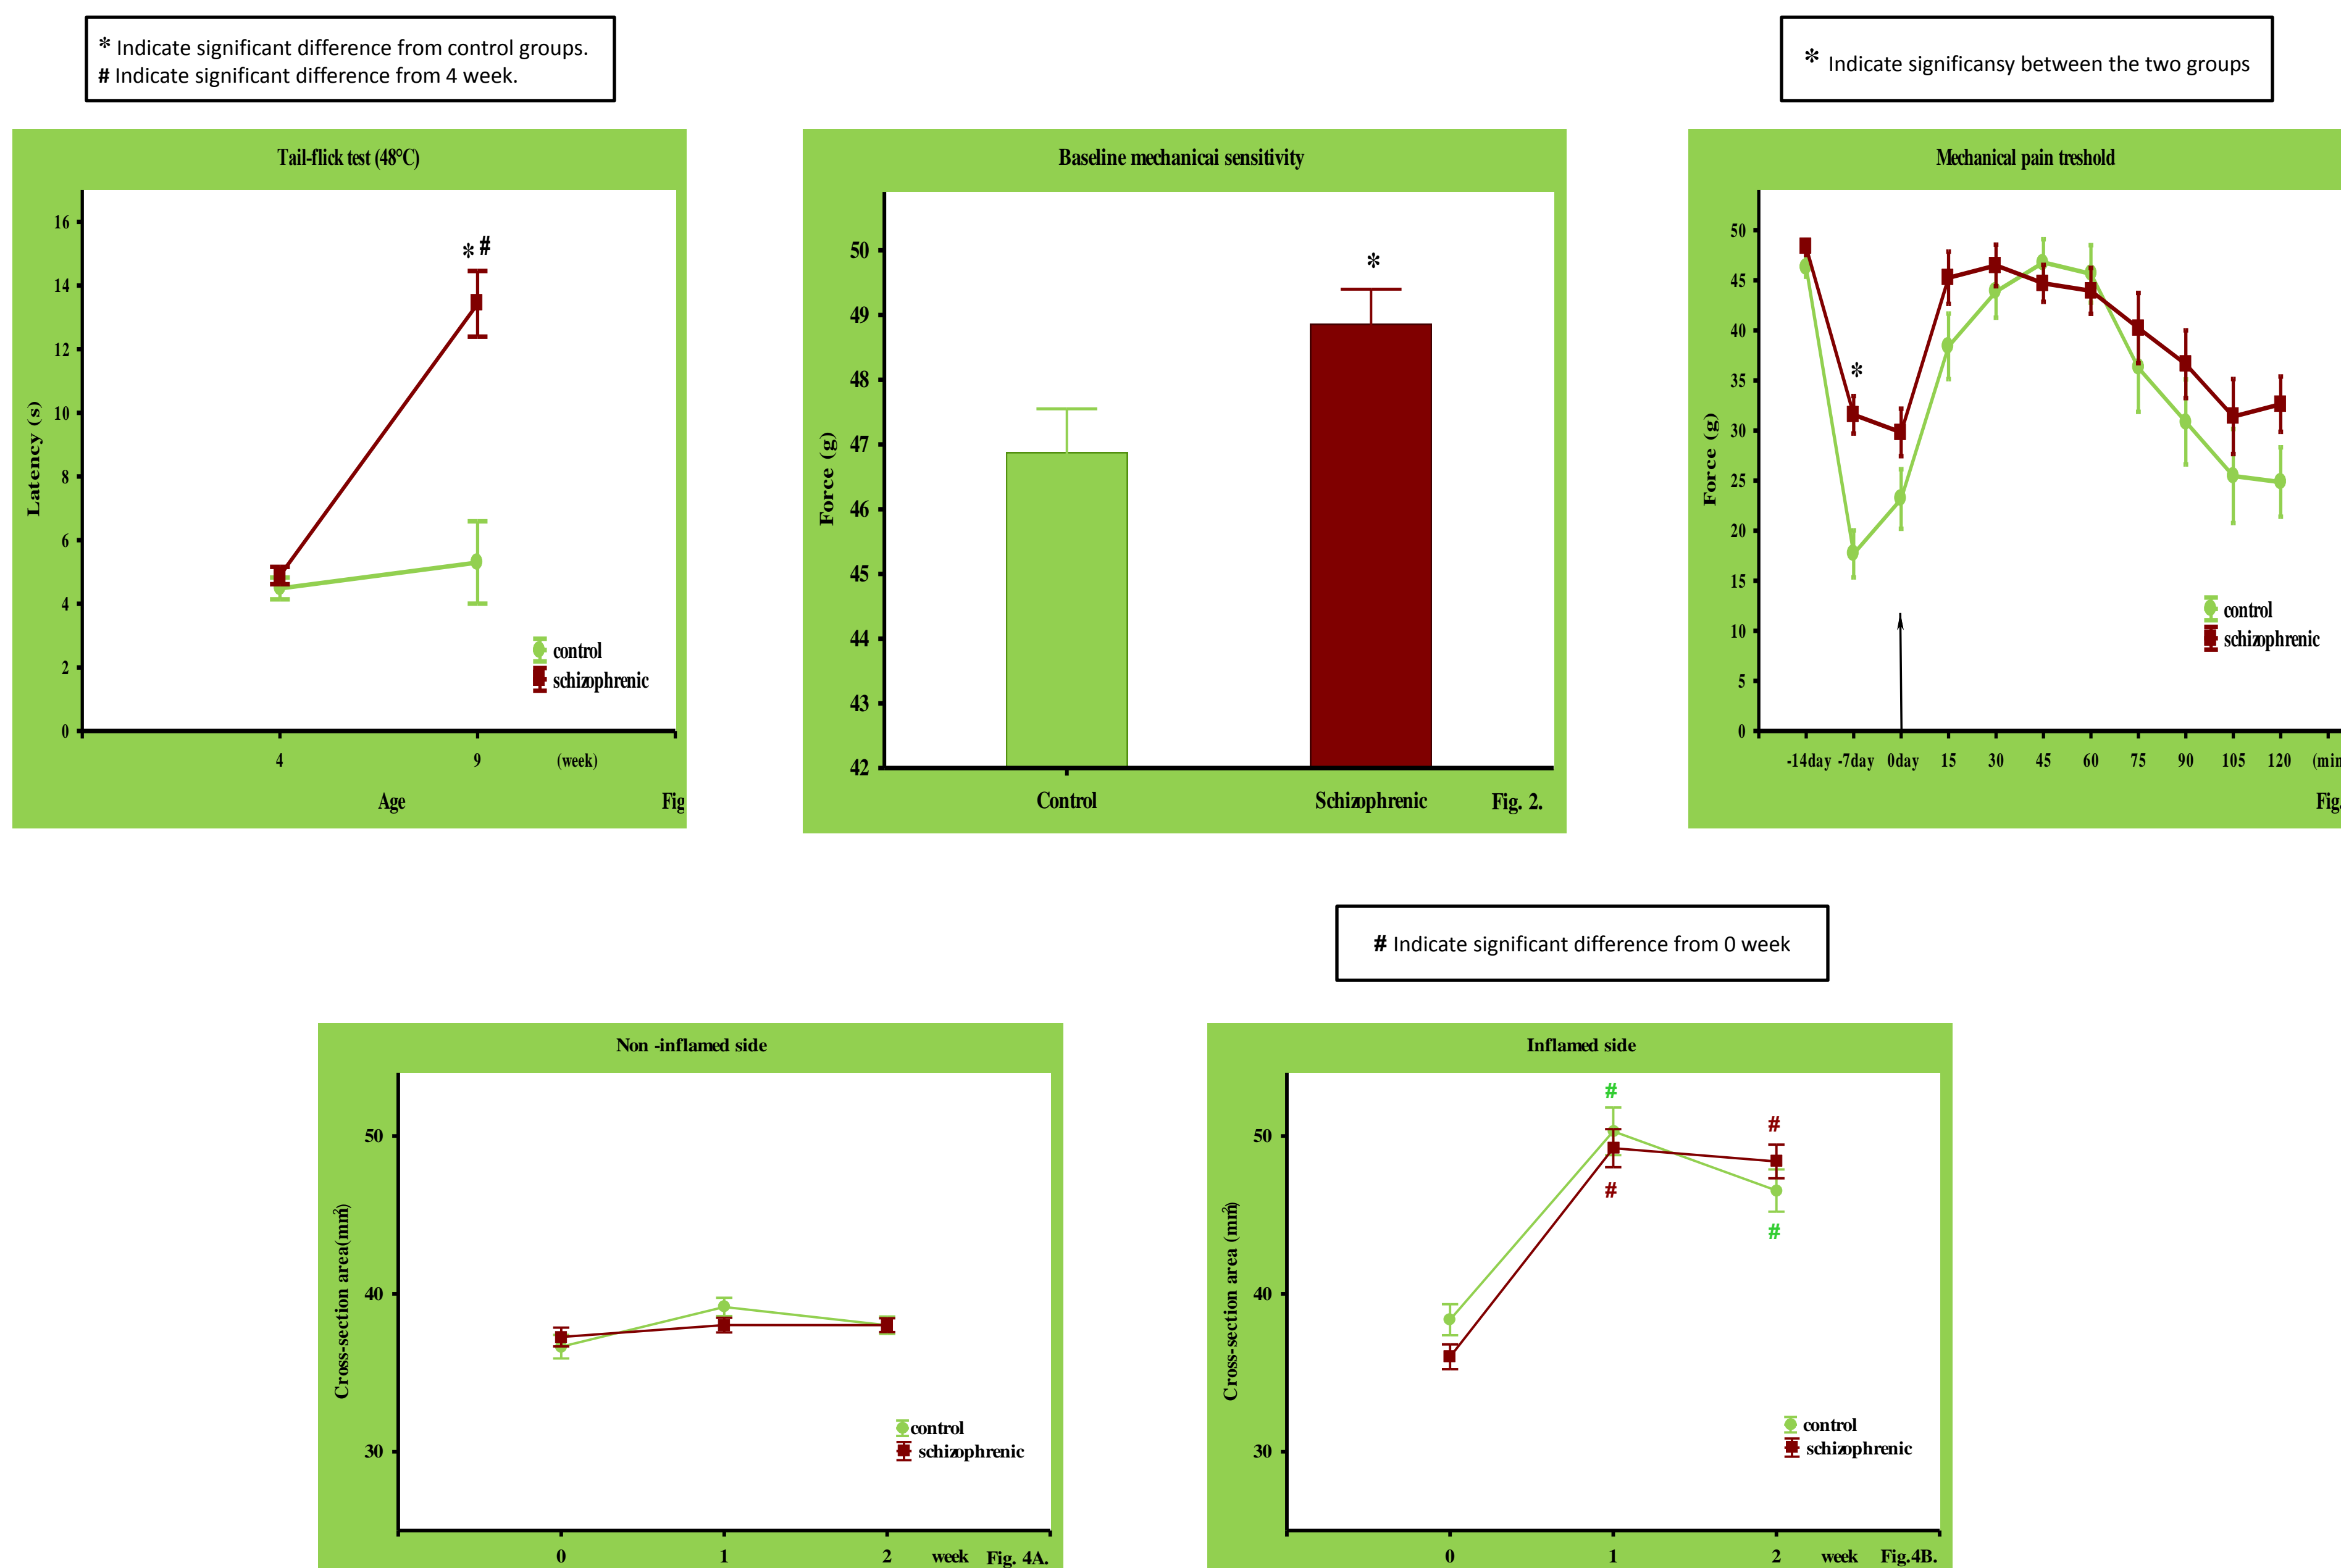 * Indicate significant difference from control groups.
# Indicate significant difference from 4 week.
* Indicate significansy between the two groups
Tail-flick test (48°C)
Latency (s)
16
14
12
10
8
6
4
2
0
*#
control
schizophrenic
4 9 (week)
Age
Fig
Baseline mechanicai sensitivity
Force (g)
50
49
48
47
46
45
44
43
42
*
Control Schizophrenic
Fig. 2.
Mechanical pain treshold
Force (g)
50
45
40
35
30
25
20
15
10
5
0
*
control
schizophrenic
-14day -7day 0day 15 30 45 60 75 90 105 120 (min
Fig.
# Indicate significant difference from 0 week
Non -inflamed side
Cross-section area(mm²)
50
40
30
control
schizophrenic
0 1 2 week Fig. 4A.
Inflamed side
Cross-section area (mm²)
50
40
30
#
#
#
#
control
schizophrenic
0 1 2 week Fig.4B.